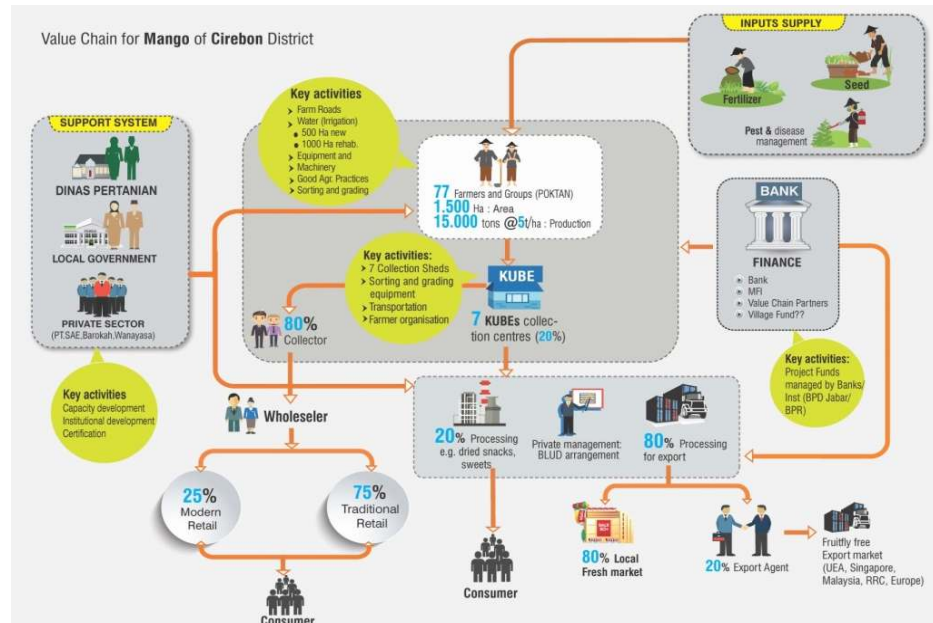 Value Chain for Mango of Cirebon District
INPUTS SUPPLY
Fertilizer
Seed
Pest & disease
management
Key activities
Farm Roads
Water (Irrigation)
500 Ha new
1000 Ha rehab.
Equipment and
Machinery
Good Agr. Practices
Sorting and grading
SUPPORT SYSTEM
DINAS PERTANIAN
LOCAL GOVERNMENT
PRIVATE SECTOR
(PT.SAE,Barokah,Wanayasa)
Key activities
Capacity development
Institutional development
Certification
77 Farmers and Groups (POKTAN)
1.500 Ha : Area
15.000 tons @5t/ha : Production
BANK
FINANCE
Bank
MFI
Value Chain Partners
Village Fund??
Key activities:
Project Funds
managed by Banks/
Inst (BPD Jabar/
BPR)
Key activities:
7 Collection Sheds
Sorting and grading
equipment
Transportation
Farmer organisation
KUBE
7 KUBEs collec-
tion centres (20%)
80%
Collector
Wholeseler
25%
Modern
Retail
75%
Traditional
Retail
Consumer
20% Processing
e.g. dried snacks,
sweets
Private management:
BLUD arrangement
80% Processing
for export
Consumer
80% Local
Fresh market
20% Export Agent
Fruitfly free
Export market
(UEA, Singapore,
Malaysia, RRC, Europe)